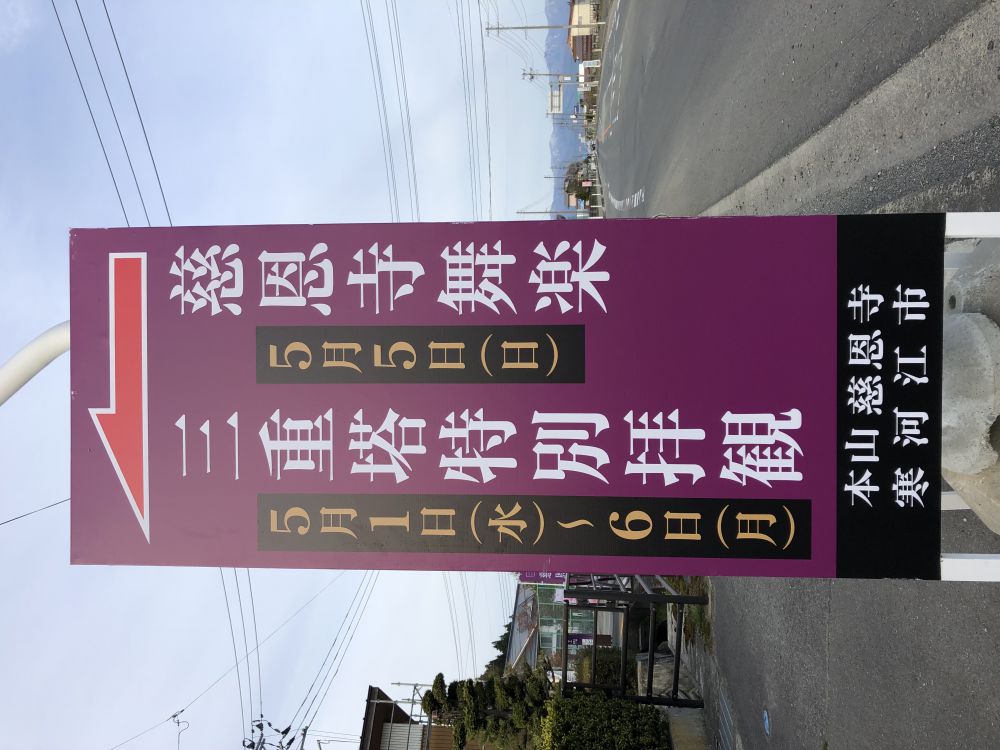 慈恩寺舞楽
5月5日(日)
三重塔特別拝観
5月1日(水)～6日(月)
本山 慈恩寺
寒河江市